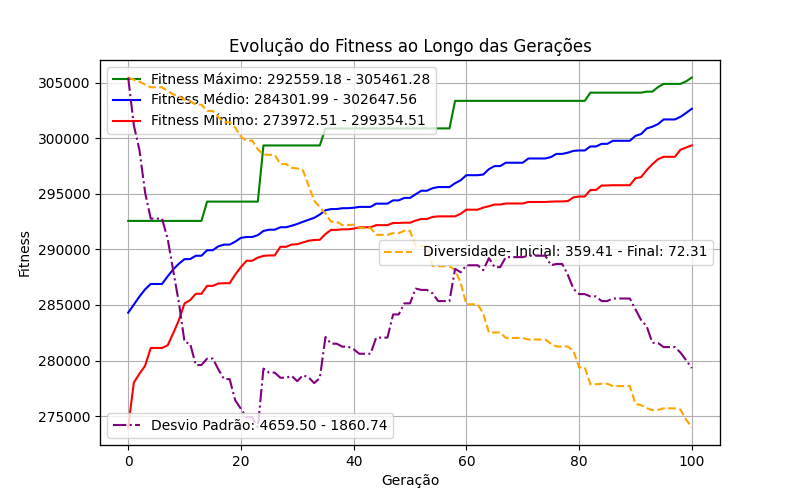 Evolução do Fitness ao Longo das Gerações
Fitness Máximo: 292559.18 - 305461.28
Fitness Médio: 284301.99 - 302647.56
Fitness Mínimo: 273972.51 - 299354.51
Diversidade- Inicial: 359.41 - Final: 72.31
Desvio Padrão: 4659.50 - 1860.74
Fitness
305000
300000
295000
290000
285000
280000
275000
0 20 40 60 80 100
Geração